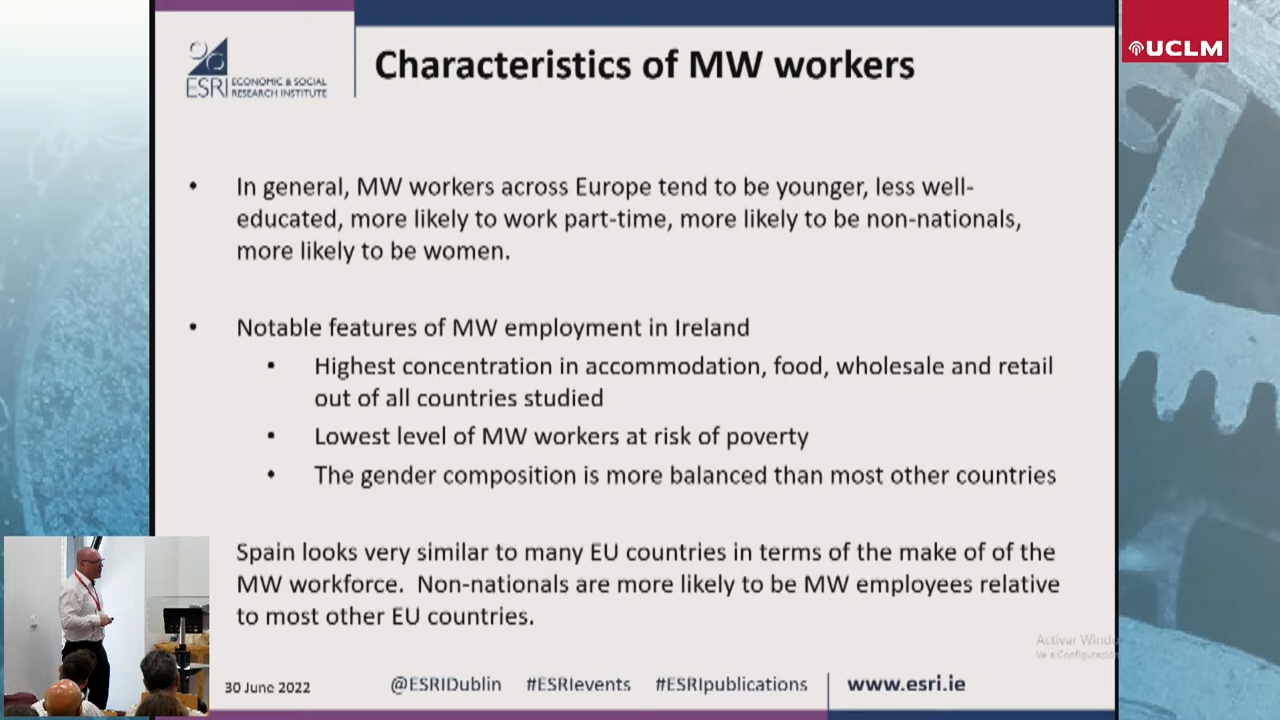 UCLM
ESRI ECONOMIC & SOCIAL
RESEARCH INSTITUTE
Characteristics of MW workers
• In general, MW workers across Europe tend to be younger, less well-
educated, more likely to work part-time, more likely to be non-nationals,
more likely to be women.
• Notable features of MW employment in Ireland
• Highest concentration in accommodation, food, wholesale and retail
out of all countries studied
• Lowest level of MW workers at risk of poverty
• The gender composition is more balanced than most other countries
Spain looks very similar to many EU countries in terms of the make of of the
MW workforce. Non-nationals are more likely to be MW employees relative
to most other EU countries.
Activar Windo
Ve a Configuración
30 June 2022 @ESRIDublin #ESRIevents #ESRIpublications www.esri.ie